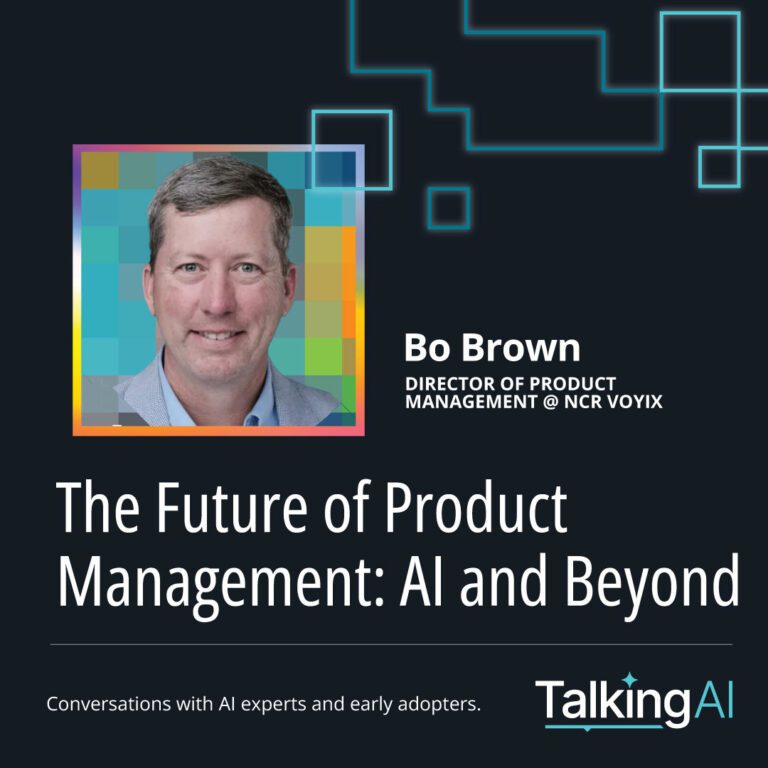 Bo Brown
DIRECTOR OF PRODUCT
MANAGEMENT @ NCR VOYIX
The Future of Product
Management: AI and Beyond
Conversations with AI experts and early adopters.
TalkingAI